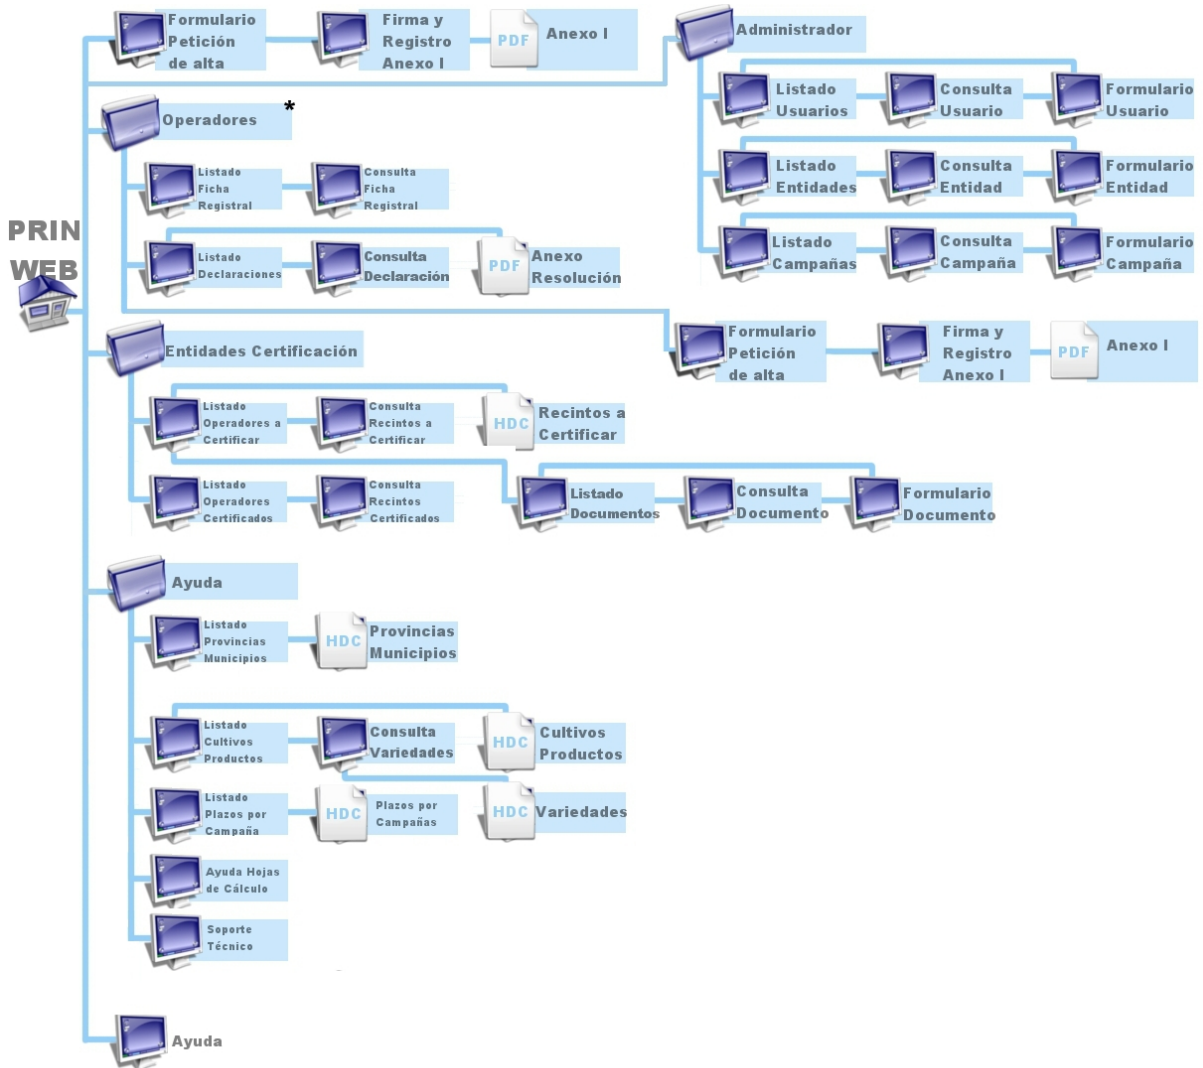 Formulario
Petición
de alta
Firma y
Registro
Anexo I
PDF
Anexo I
Administrador
Listado
Usuarios
Consulta
Usuario
Formulario
Usuario
Listado
Entidades
Consulta
Entidad
Formulario
Entidad
Listado
Campañas
Consulta
Campaña
Formulario
Campaña
Operadores
*
Listado
Ficha
Registral
Consulta
Ficha
Registral
PRIN
WEB
Listado
Declaraciones
Consulta
Declaración
PDF
Anexo
Resolución
Formulario
Petición
de alta
Firma y
Registro
Anexo I
PDF
Anexo I
Entidades Certificación
Listado
Operadores a
Certificar
Consulta
Recintos a
Certificar
HDC
Recintos a
Certificar
Listado
Operadores
Certificados
Consulta
Recintos
Certificados
Listado
Documentos
Consulta
Documento
Formulario
Documento
Ayuda
Listado
Provincias
Municipios
HDC
Provincias
Municipios
Listado
Cultivos
Productos
Consulta
Variedades
HDC
Cultivos
Productos
Listado
Plazos por
Campaña
HDC
Plazos por
Campañas
HDC
Variedades
Ayuda Hojas
de Cálculo
Soporte
Técnico
Ayuda